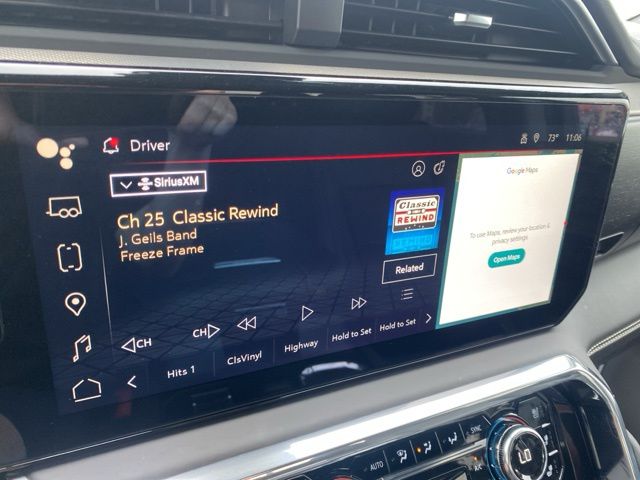 Driver
73° 11:06
SiriusXM
Ch 25 Classic Rewind
J. Geils Band
Freeze Frame
Classic
REWIND
Related
Google Maps
To use Maps, review your location &
privacy settings.
Open Maps
CH
CH
Hits 1
ClsVinyl
Highway
Hold to Set
Hold to Set
AUTO
SYNC
A/C
LO